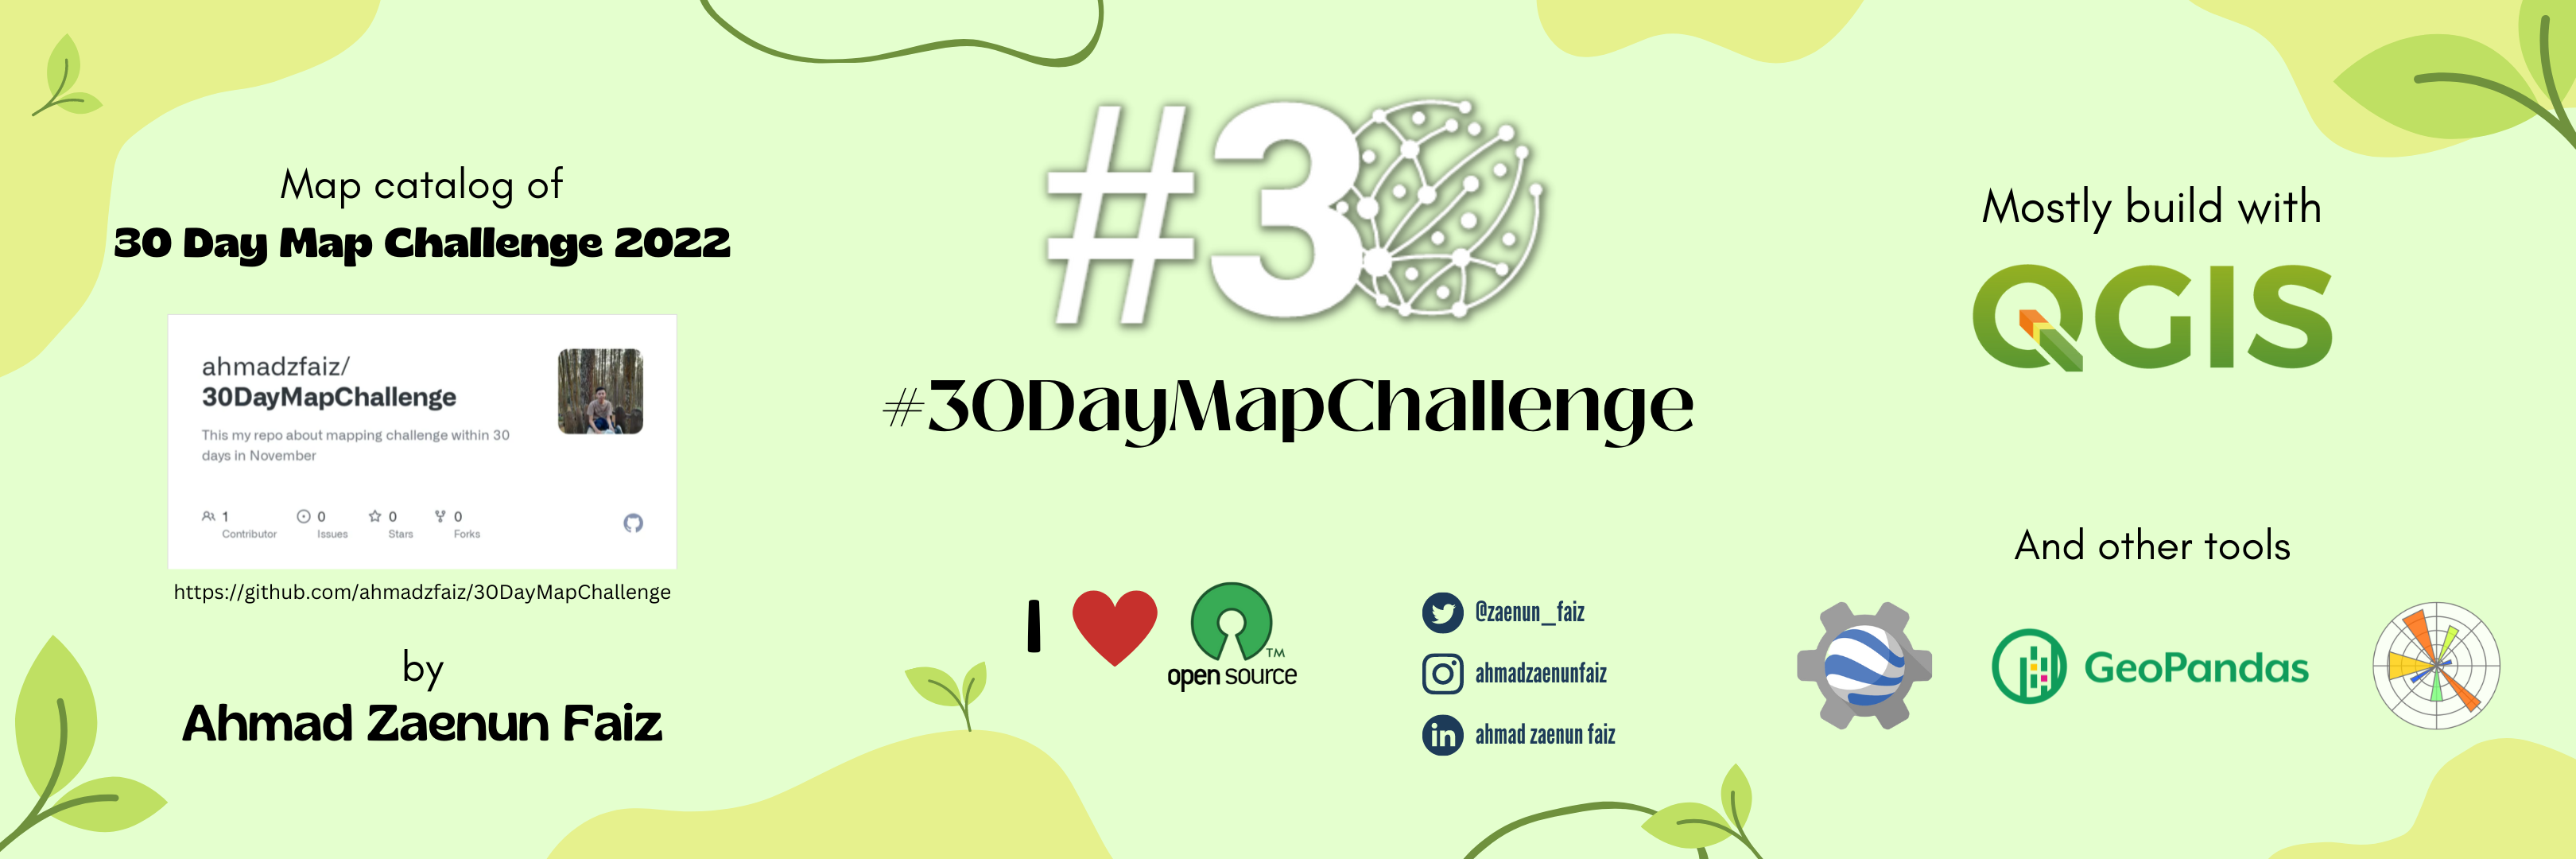 Map catalog of
30 Day Map Challenge 2022
ahmadzfaiz/
30DayMapChallenge
This my repo about mapping challenge within 30
days in November
1
Contributor
0
Issues
0
Stars
0
Forks
https://github.com/ahmadzfaiz/30DayMapChallenge
by
Ahmad Zaenun Faiz
#30
#30DayMapChallenge
I
TM
open source
@zaenun_faiz
ahmadzaenunfaiz
in ahmad zaenun faiz
Mostly build with
QGIS
And other tools
GeoPandas